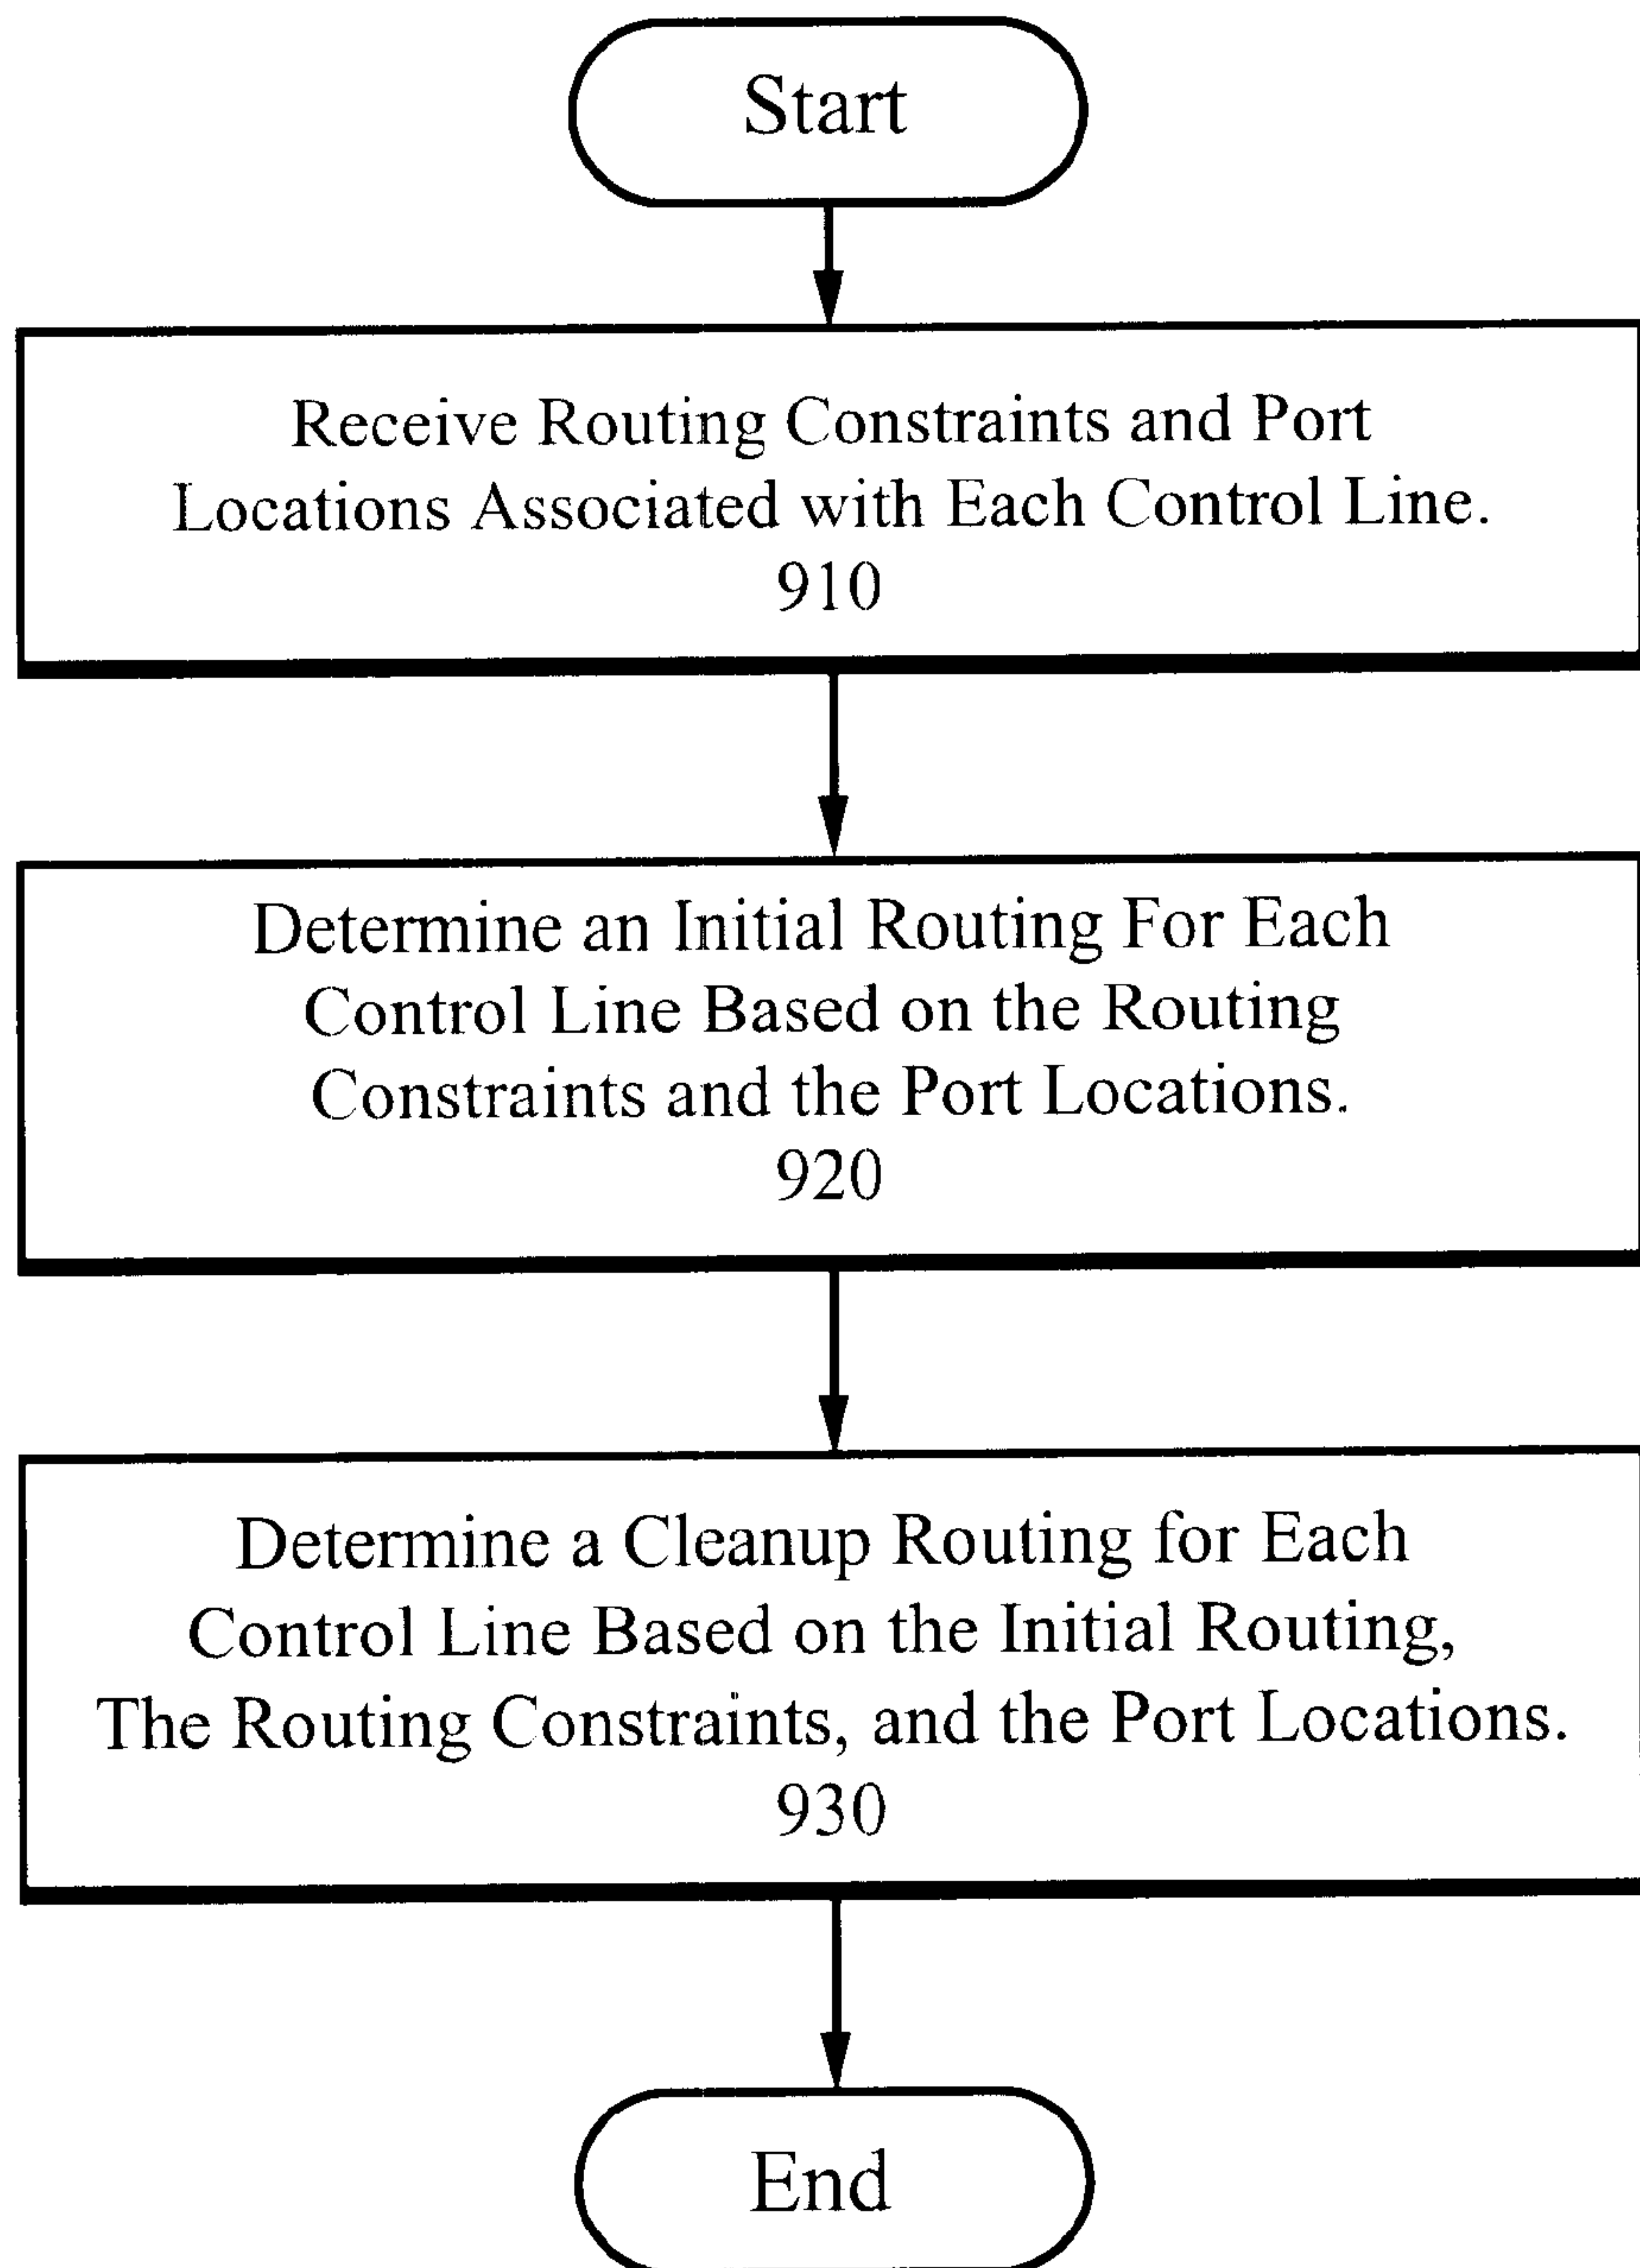 Start
Receive Routing Constraints and Port
Locations Associated with Each Control Line.
910
Determine an Initial Routing For Each
Control Line Based on the Routing
Constraints and the Port Locations.
920
Determine a Cleanup Routing for Each
Control Line Based on the Initial Routing,
The Routing Constraints, and the Port Locations.
930
End